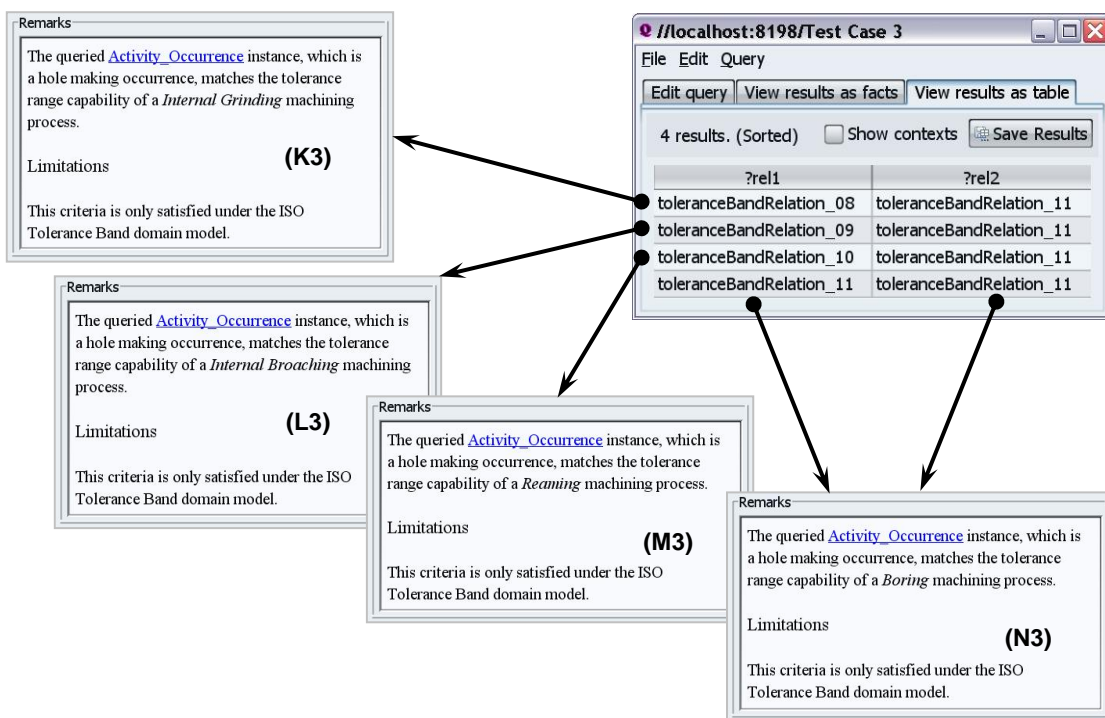 Remarks
The queried Activity_Occurrence instance, which is
a hole making occurrence, matches the tolerance
range capability of a Internal Grinding machining
process.
Limitations
(K3)
This criteria is only satisfied under the ISO
Tolerance Band domain model.
//localhost:8198/Test Case 3
File Edit Query
Edit query View results as facts View results as table
4 results. (Sorted) Show contexts Save Results
?rel1 ?rel2
toleranceBandRelation_08 toleranceBandRelation_11
toleranceBandRelation_09 toleranceBandRelation_11
toleranceBandRelation_10 toleranceBandRelation_11
toleranceBandRelation_11 toleranceBandRelation_11
Remarks
The queried Activity_Occurrence instance, which is
a hole making occurrence, matches the tolerance
range capability of a Internal Broaching machining
process.
Limitations
(L3)
This criteria is only satisfied under the ISO
Tolerance Band domain model.
Remarks
The queried Activity_Occurrence instance, which is
a hole making occurrence, matches the tolerance
range capability of a Reaming machining process.
Limitations
(M3)
This criteria is only satisfied under the ISO
Tolerance Band domain model.
Remarks
The queried Activity_Occurrence instance, which is
a hole making occurrence, matches the tolerance
range capability of a Boring machining process.
Limitations
(N3)
This criteria is only satisfied under the ISO
Tolerance Band domain model.